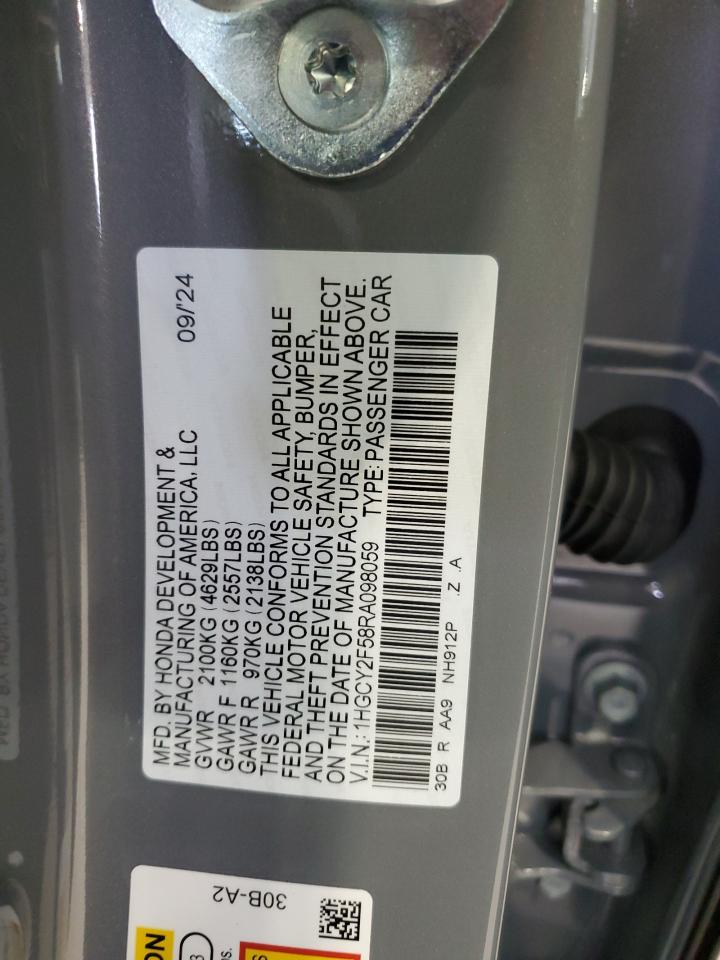 MFD. BY HONDA DEVELOPMENT &
MANUFACTURING OF AMERICA, LLC 09/'24
GVWR 2100KG (4629LBS)
GAWR F 1160KG (2557LBS)
GAWR R 970KG (2138LBS)
THIS VEHICLE CONFORMS TO ALL APPLICABLE
FEDERAL MOTOR VEHICLE SAFETY, BUMPER,
AND THEFT PREVENTION STANDARDS IN EFFECT
ON THE DATE OF MANUFACTURE SHOWN ABOVE.
V.I.N.: 1HGCY2F58RA098059 TYPE: PASSENGER CAR
30B R AA9 NH912P .Z .A
30B-A2